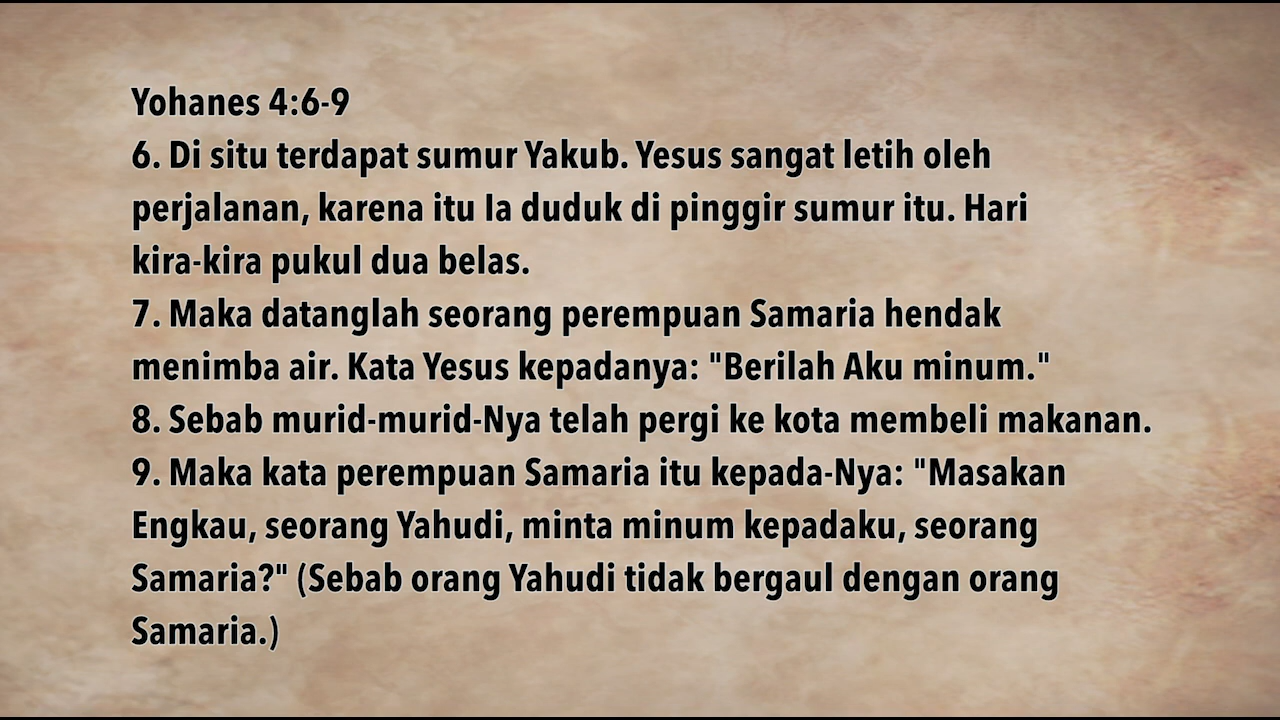 Yohanes 4:6-9
6. Di situ terdapat sumur Yakub. Yesus sangat letih oleh
perjalanan, karena itu Ia duduk di pinggir sumur itu. Hari
kira-kira pukul dua belas.
7. Maka datanglah seorang perempuan Samaria hendak
menimba air. Kata Yesus kepadanya: "Berilah Aku minum."
8. Sebab murid-murid-Nya telah pergi ke kota membeli makanan.
9. Maka kata perempuan Samaria itu kepada-Nya: "Masakan
Engkau, seorang Yahudi, minta minum kepadaku, seorang
Samaria?" (Sebab orang Yahudi tidak bergaul dengan orang
Samaria.)